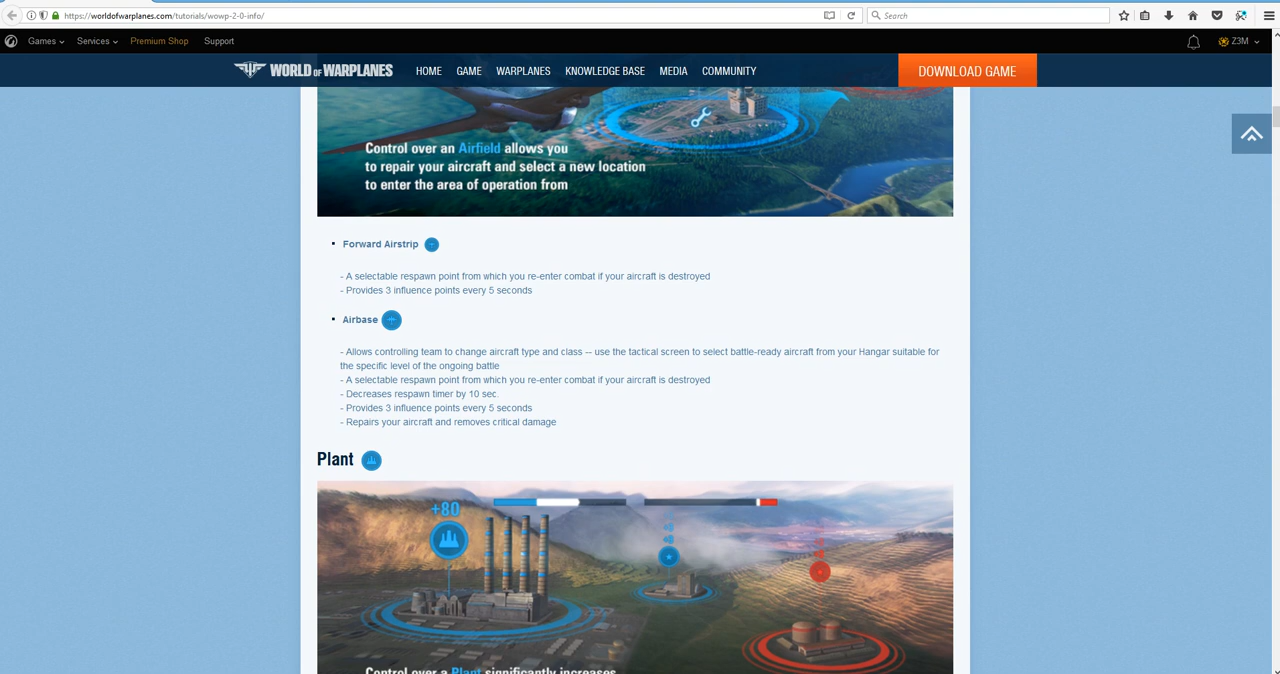 https://worldofwarplanes.com/tutorials/wowp-2-0-info/
Search
Games Services Premium Shop Support
Z3M
WORLD OF WARPLANES
HOME GAME WARPLANES KNOWLEDGE BASE MEDIA COMMUNITY
DOWNLOAD GAME
Control over an Airfield allows you
to repair your aircraft and select a new location
to enter the area of operation from
Forward Airstrip
- A selectable respawn point from which you re-enter combat if your aircraft is destroyed
- Provides 3 influence points every 5 seconds
Airbase
- Allows controlling team to change aircraft type and class -- use the tactical screen to select battle-ready aircraft from your Hangar suitable for
the specific level of the ongoing battle
- A selectable respawn point from which you re-enter combat if your aircraft is destroyed
- Decreases respawn timer by 10 sec.
- Provides 3 influence points every 5 seconds
- Repairs your aircraft and removes critical damage
Plant
+80
Control over a Plant significantly increases